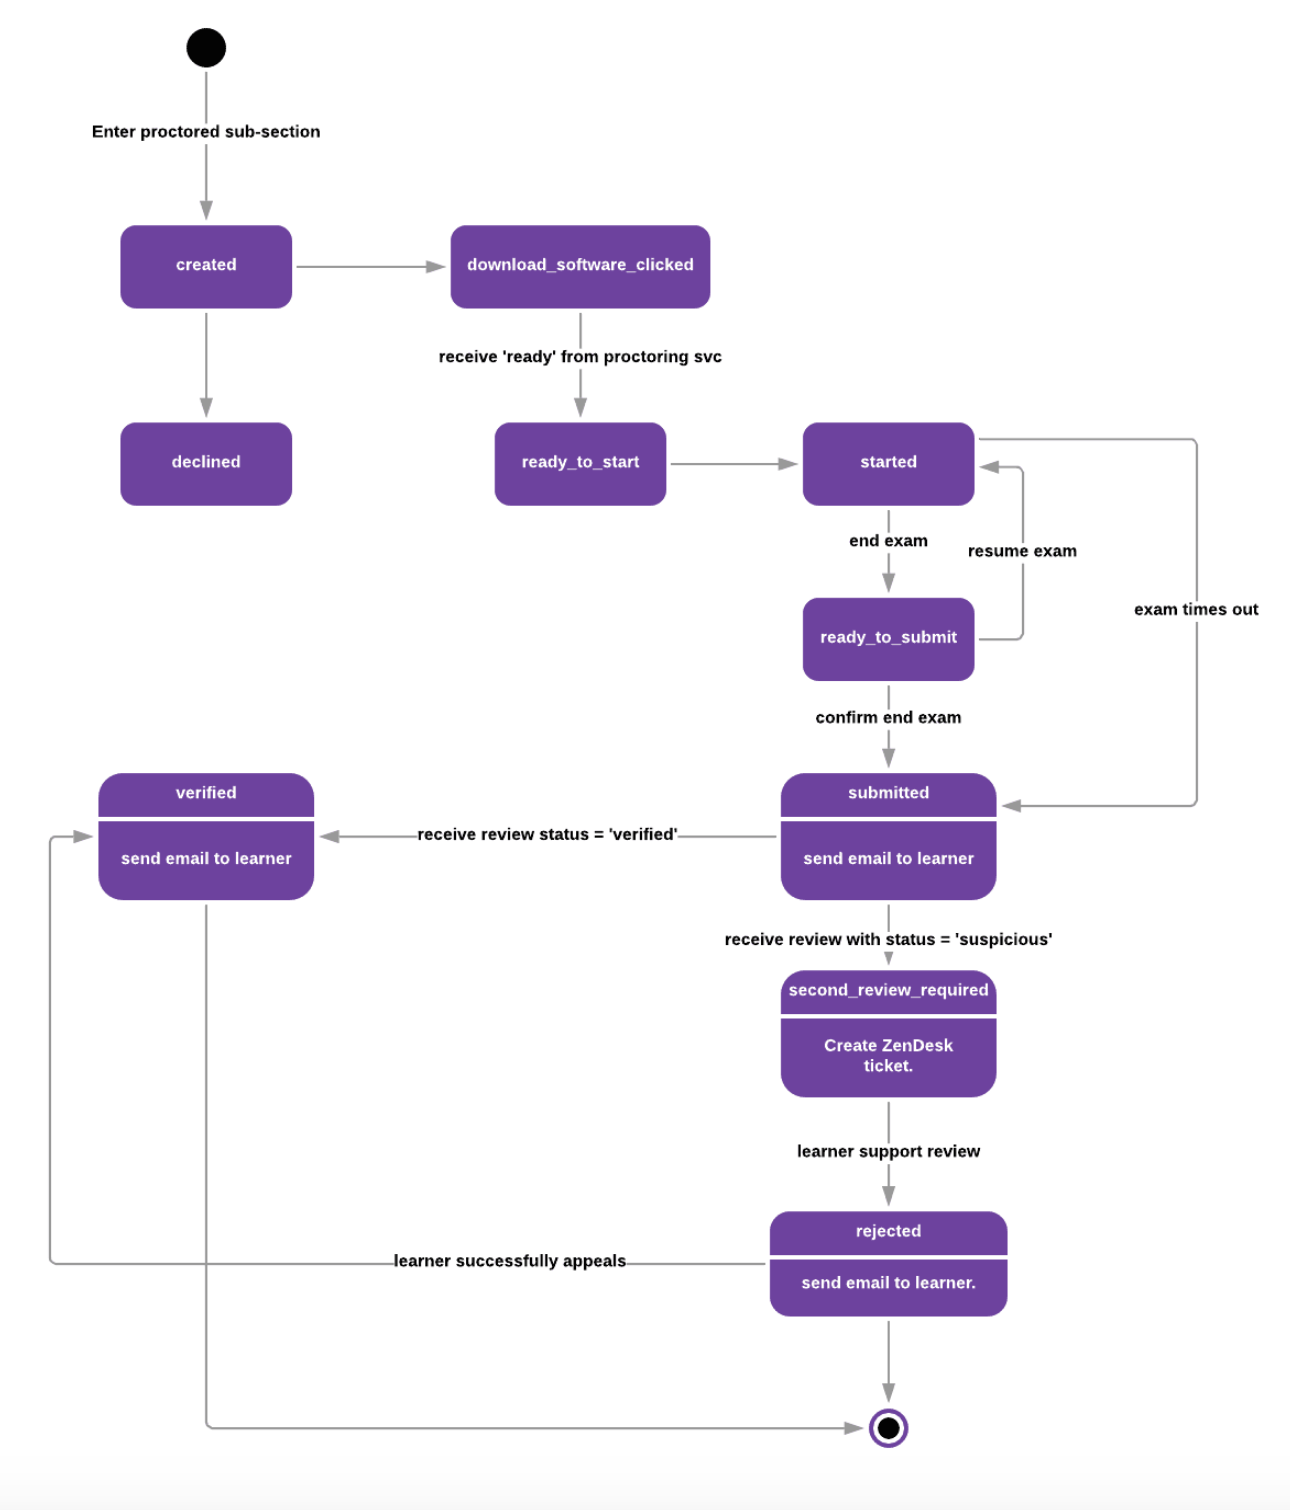 Enter proctored sub-section
created
download_software_clicked
receive 'ready' from proctoring svc
declined
ready_to_start
started
end exam
resume exam
exam times out
ready_to_submit
confirm end exam
verified
send email to learner
receive review status = 'verified'
submitted
send email to learner
receive review with status = 'suspicious'
second_review_required
Create ZenDesk
ticket.
learner support review
rejected
send email to learner.
learner successfully appeals